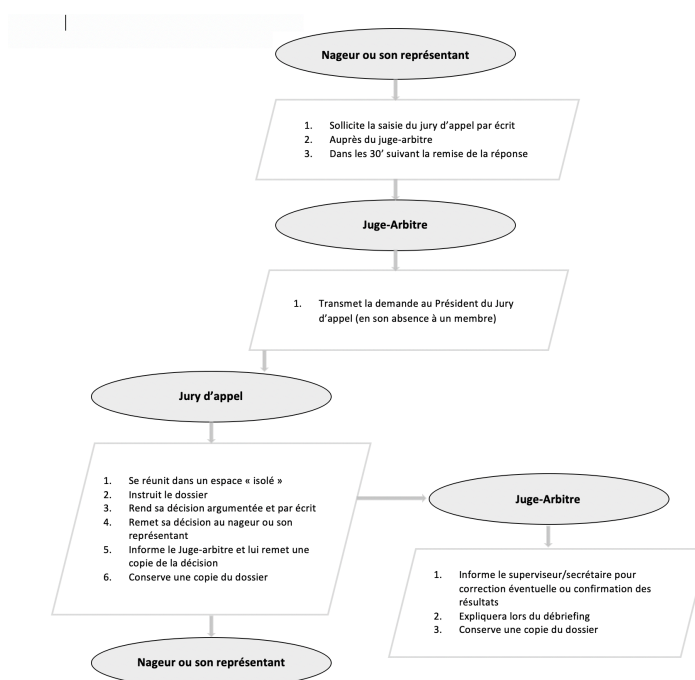 Nageur ou son représentant
1. Sollicite la saisie du jury d'appel par écrit
2. Auprès du juge-arbitre
3. Dans les 30' suivant la remise de la réponse
Juge-Arbitre
1. Transmet la demande au Président du Jury
d'appel (en son absence à un membre)
Jury d'appel
1. Se réunit dans un espace « isolé »
2. Instruit le dossier
3. Rend sa décision argumentée et par écrit
4. Remet sa décision au nageur ou son
représentant
5. Informe le Juge-arbitre et lui remet une
copie de la décision
6. Conserve une copie du dossier
Juge-Arbitre
1. Informe le superviseur/secrétaire pour
correction éventuelle ou confirmation des
résultats
2. Expliquera lors du débriefing
3. Conserve une copie du dossier
Nageur ou son représentant